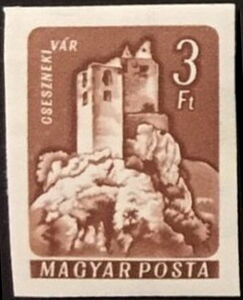 CSESZNEKI VÁR
3
Ft
MAGYAR POSTA